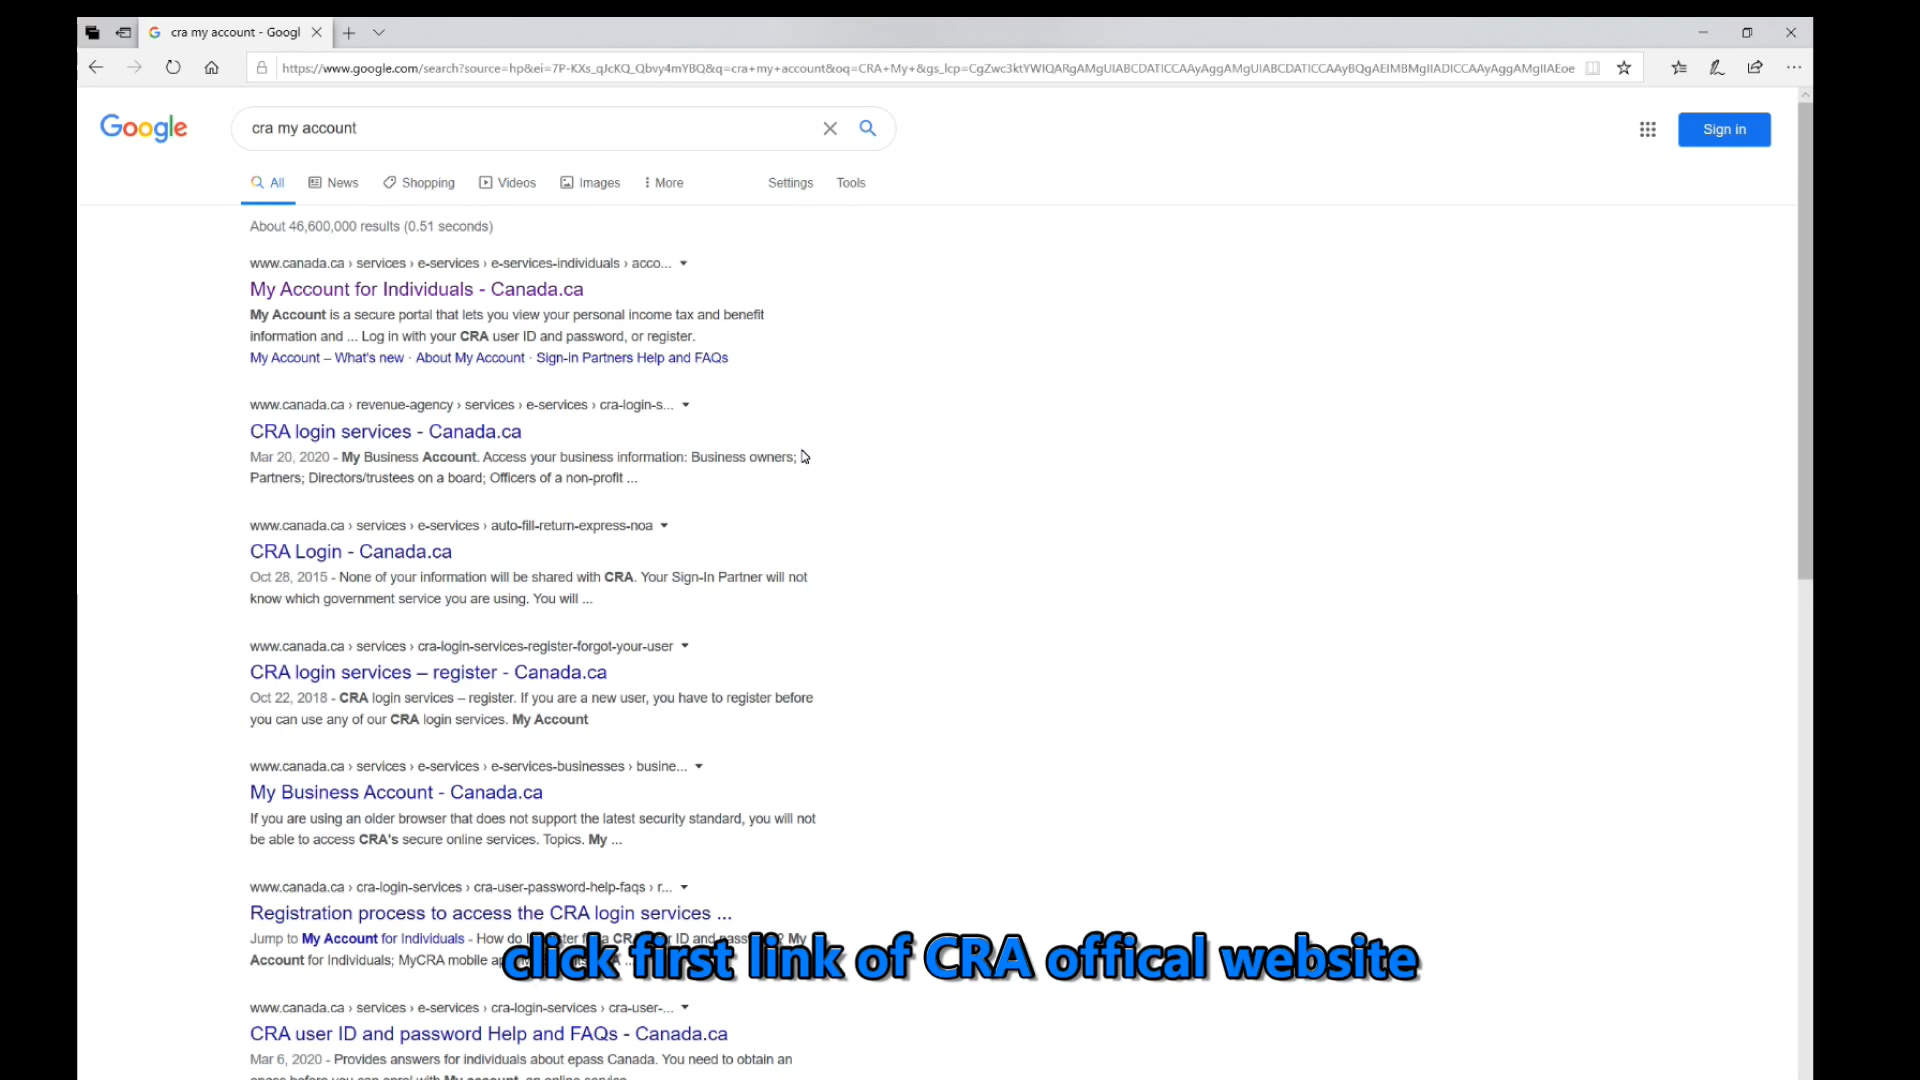 cra my account - Googl
https://www.google.com/search?source=hp&ei=7P-KXs_qJcKQ_Qbvy4mYBQ&q=cra+my+account&oq=CRA+My+&gs_lcp=CgZwc3ktYWIQARgAMgUIABCDATICCAAyAggAMgUIABCDATICCAAyBQgAEIMBMgIIADICCAAyAggAMgIIAEoe
Google
cra my account
Sign in
All News Shopping Videos Images More Settings Tools
About 46,600,000 results (0.51 seconds)
www.canada.ca › services › e-services › e-services-individuals › acco...
My Account for Individuals - Canada.ca
My Account is a secure portal that lets you view your personal income tax and benefit
information and ... Log in with your CRA user ID and password, or register.
My Account – What's new · About My Account · Sign-in Partners Help and FAQs
www.canada.ca › revenue-agency › services › e-services › cra-login-s...
CRA login services - Canada.ca
Mar 20, 2020 - My Business Account. Access your business information: Business owners;
Partners; Directors/trustees on a board; Officers of a non-profit ...
www.canada.ca › services › e-services › auto-fill-return-express-noa
CRA Login - Canada.ca
Oct 28, 2015 - None of your information will be shared with CRA. Your Sign-In Partner will not
know which government service you are using. You will ...
www.canada.ca › services › cra-login-services-register-forgot-your-user
CRA login services – register - Canada.ca
Oct 22, 2018 - CRA login services – register. If you are a new user, you have to register before
you can use any of our CRA login services. My Account
www.canada.ca › services › e-services › e-services-businesses › busine...
My Business Account - Canada.ca
If you are using an older browser that does not support the latest security standard, you will not
be able to access CRA's secure online services. Topics. My ...
www.canada.ca › cra-login-services › cra-user-password-help-faqs › r...
Registration process to access the CRA login services ...
Jump to My Account for Individuals - How do I ID and ? My
Account for Individuals; MyCRA mobile
click first link of CRA offical website
www.canada.ca › services › e-services › cra-login-services › cra-user-...
CRA user ID and password Help and FAQs - Canada.ca
Mar 6, 2020 - Provides answers for individuals about epass Canada. You need to obtain an
epass before you can enrol with My account, an online service